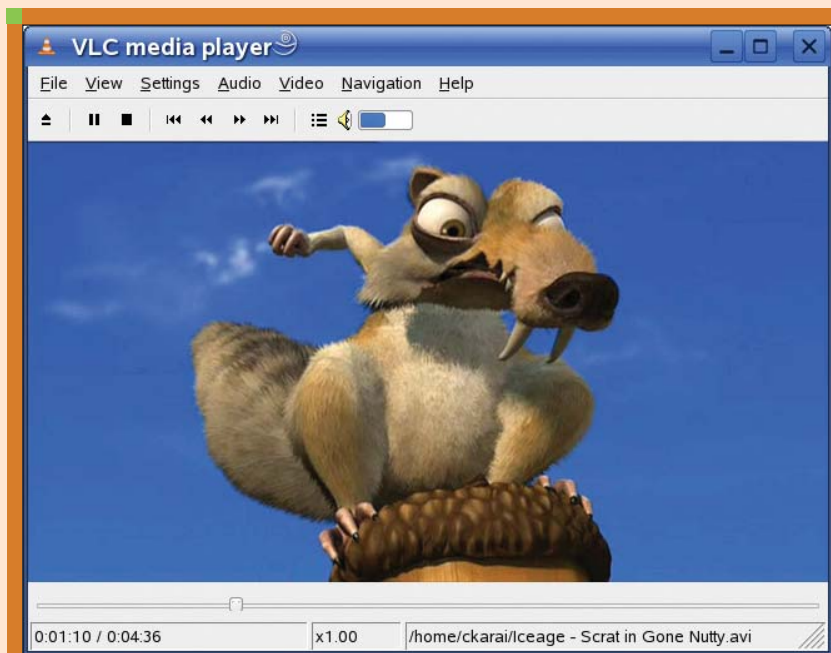 VLC media player
File View Settings Audio Video Navigation Help
0:01:10 / 0:04:36 x1.00 /home/ckarai/Iceage - Scrat in Gone Nutty.avi